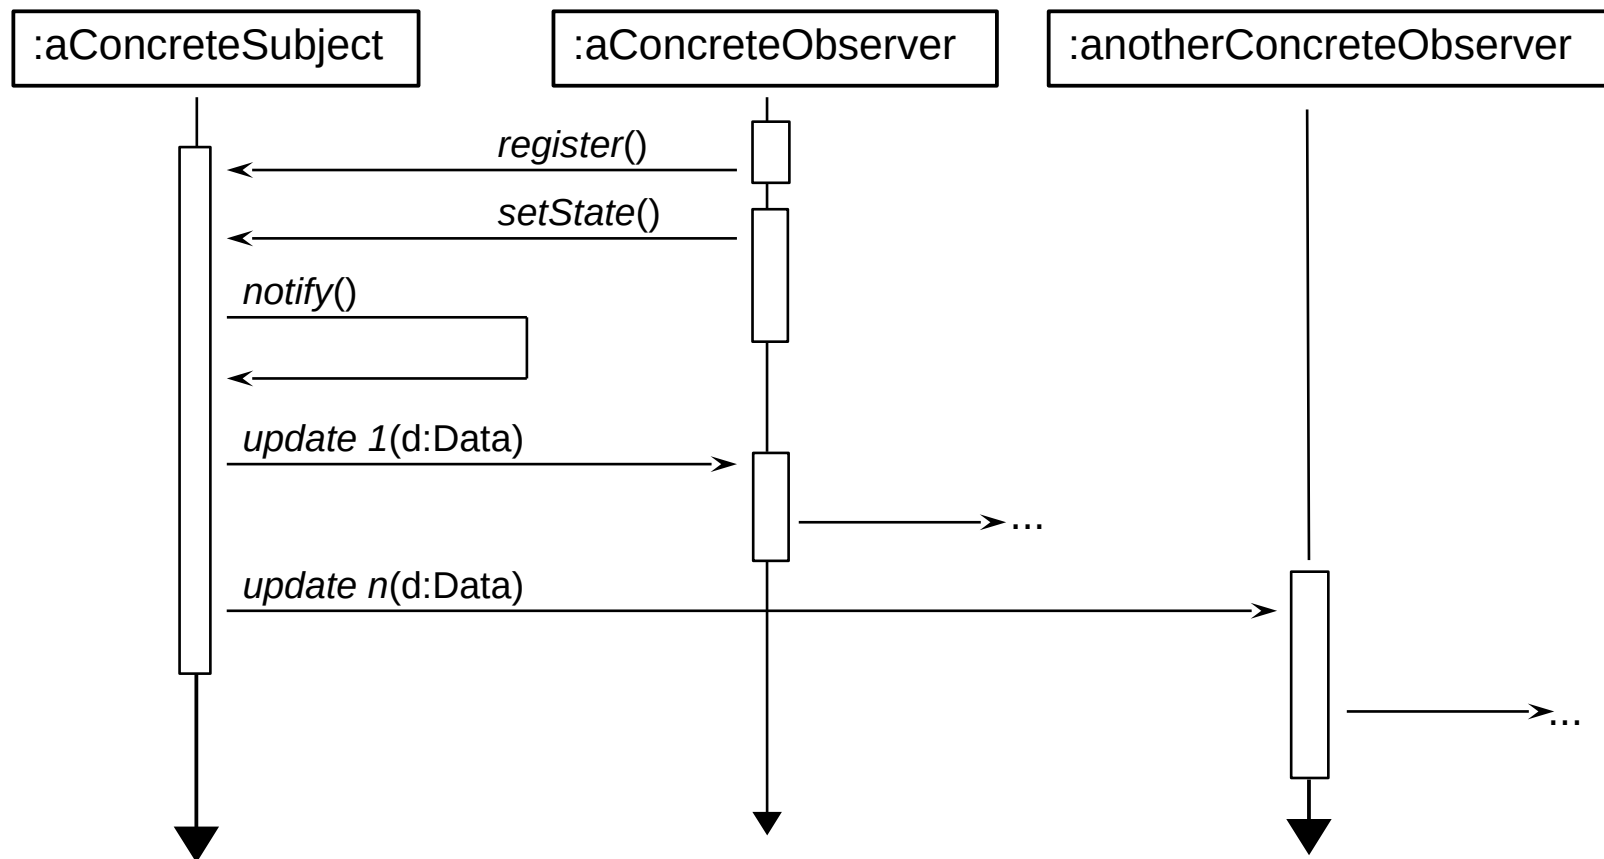 :aConcreteSubject
:aConcreteObserver
:anotherConcreteObserver
register()
setState()
notify()
update 1(d:Data)
...
update n(d:Data)
...